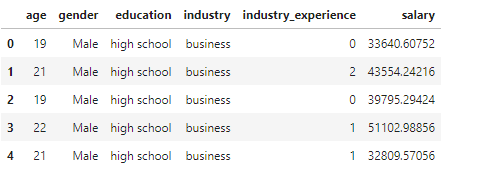 age gender education industry industry_experience salary
0 19 Male high school business 0 33640.60752
1 21 Male high school business 2 43554.24216
2 19 Male high school business 0 39795.29424
3 22 Male high school business 1 51102.98856
4 21 Male high school business 1 32809.57056